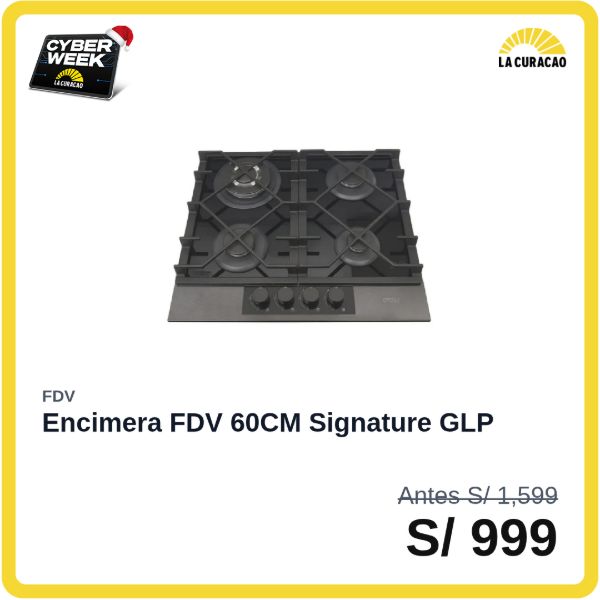 CYBER
WEEK
LA CURACAO
LA CURACAO
FDV
Encimera FDV 60CM Signature GLP
Antes S/ 1,599
S/ 999